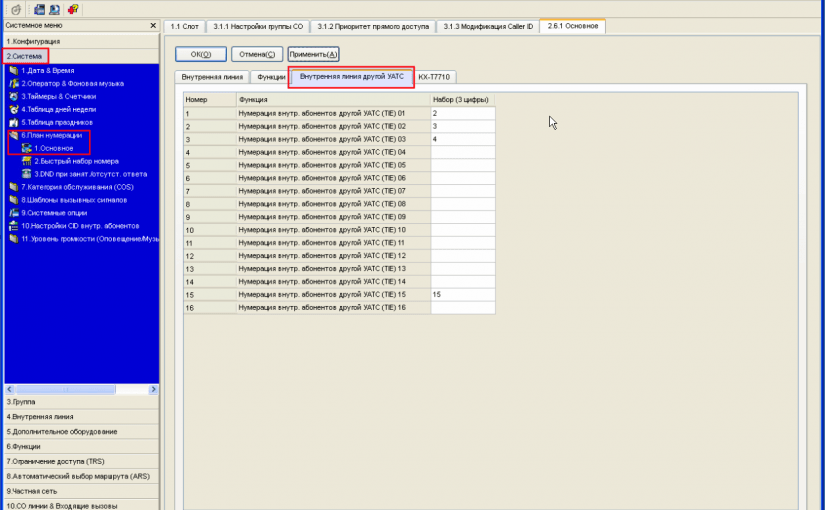 Системное меню
1.Конфигурация
2.Система
1.Дата & Время
2.Оператор & Фоновая музыка
3.Таймеры & Счетчики
4.Таблица дней недели
5.Таблица праздников
6.План нумерации
1.Основное
2.Быстрый набор номера
3.DND при занят./отсутст. ответа
7.Категория обслуживания (COS)
8.Шаблоны вызывных сигналов
9.Системные опции
10.Настройки CID внутр. абонентов
11.Уровень громкости (Оповещение/Музы
3.Группа
4.Внутренняя линия
5.Дополнительное оборудование
6.Функции
7.Ограничение доступа (TRS)
8.Автоматический выбор маршрута (ARS)
9.Частная сеть
10.CO линии & Входящие вызовы
1.1 Слот 3.1.1 Настройки группы CO 3.1.2 Приоритет прямого доступа 3.1.3 Модификация Caller ID 2.6.1 Основное
OK(O) Отмена(C) Применить(A)
Внутренняя линия Функции Внутренняя линия другой УАТС KX-T7710
Номер Функция Набор (3 цифры)
1 Нумерация внутр. абонентов другой УАТС (TIE) 01 2
2 Нумерация внутр. абонентов другой УАТС (TIE) 02 3
3 Нумерация внутр. абонентов другой УАТС (TIE) 03 4
4 Нумерация внутр. абонентов другой УАТС (TIE) 04
5 Нумерация внутр. абонентов другой УАТС (TIE) 05
6 Нумерация внутр. абонентов другой УАТС (TIE) 06
7 Нумерация внутр. абонентов другой УАТС (TIE) 07
8 Нумерация внутр. абонентов другой УАТС (TIE) 08
9 Нумерация внутр. абонентов другой УАТС (TIE) 09
10 Нумерация внутр. абонентов другой УАТС (TIE) 10
11 Нумерация внутр. абонентов другой УАТС (TIE) 11
12 Нумерация внутр. абонентов другой УАТС (TIE) 12
13 Нумерация внутр. абонентов другой УАТС (TIE) 13
14 Нумерация внутр. абонентов другой УАТС (TIE) 14
15 Нумерация внутр. абонентов другой УАТС (TIE) 15 15
16 Нумерация внутр. абонентов другой УАТС (TIE) 16